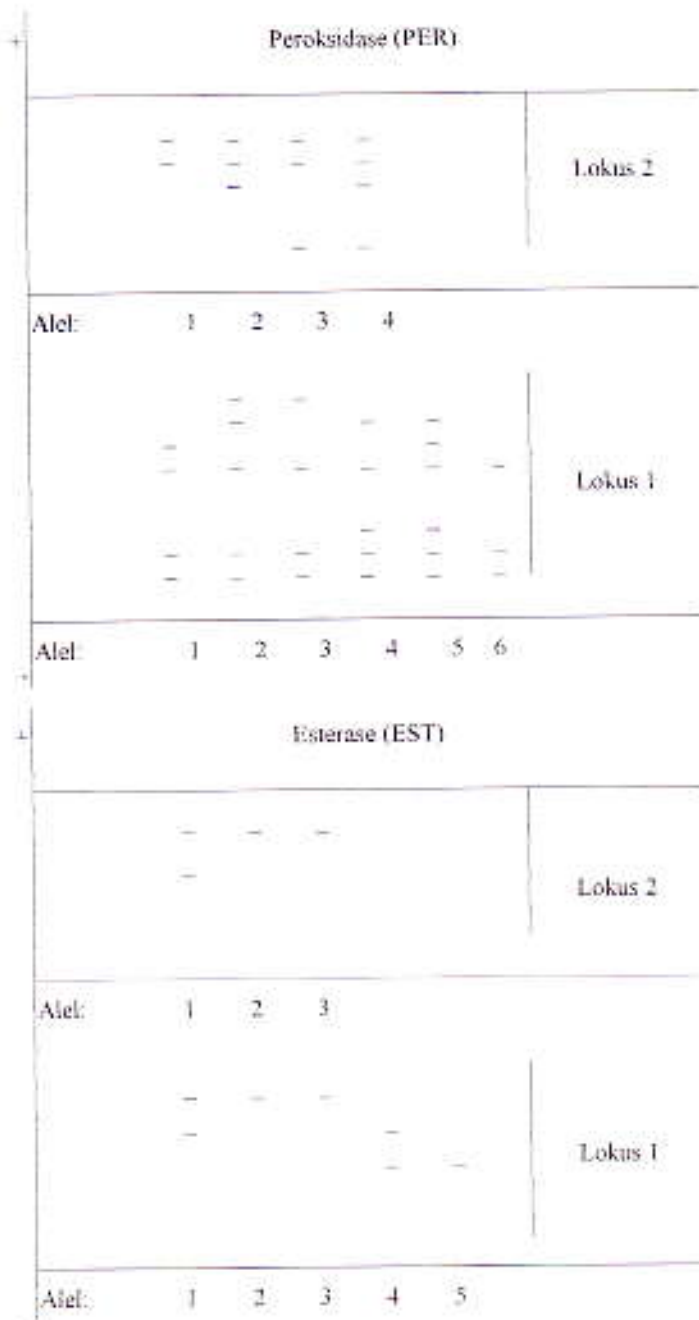 +
Peroksidase (PER)
Lokus 2
Alel: 1 2 3 4
Lokus 1
Alel: 1 2 3 4 5 6
-
+
Esterase (EST)
Lokus 2
Alel: 1 2 3
Lokus 1
Alel: 1 2 3 4 5